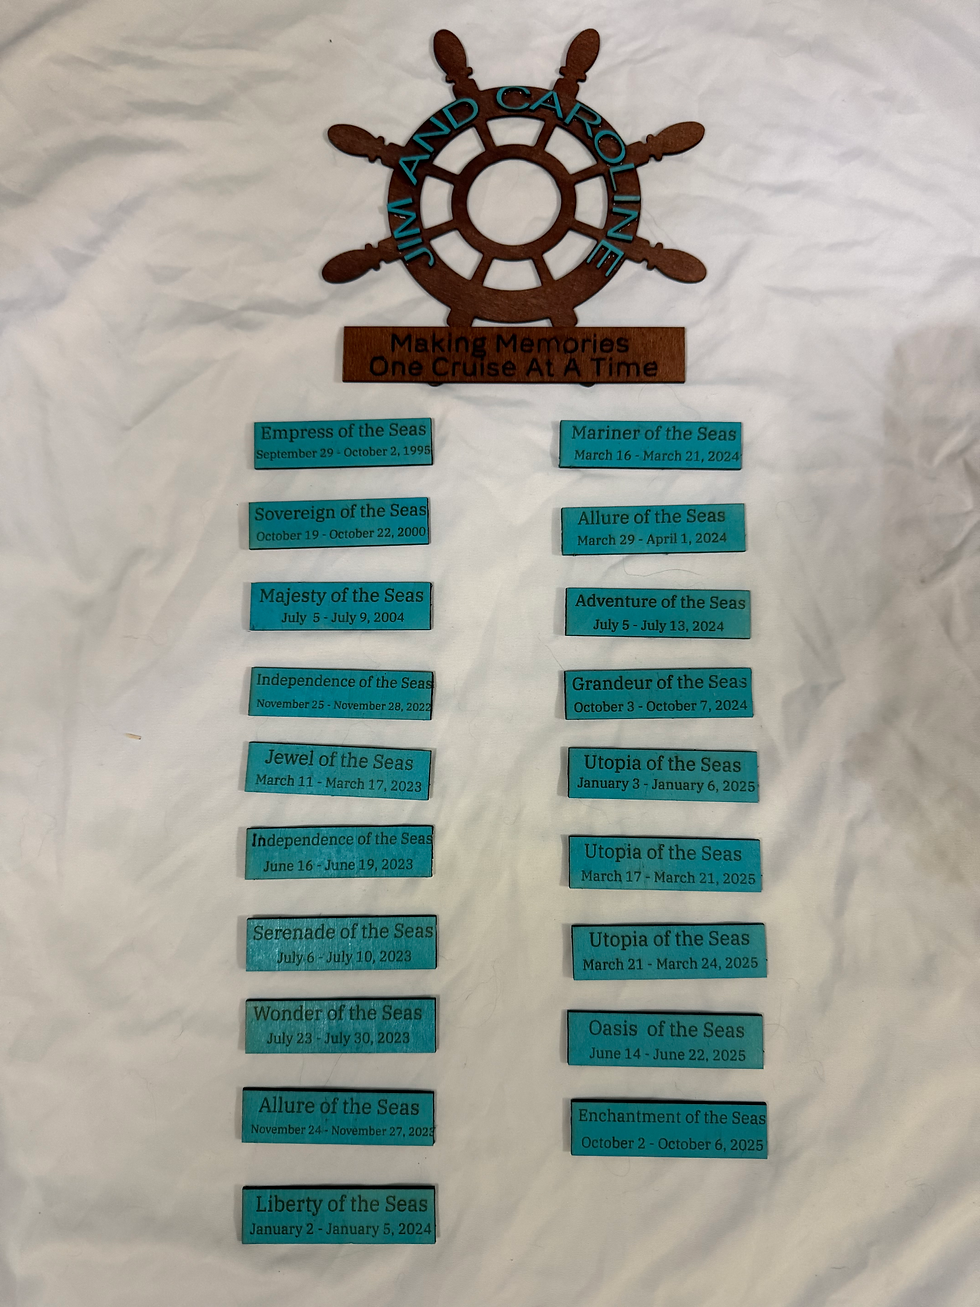 JIM AND CAROLINE
Making Memories
One Cruise At A Time
Empress of the Seas
September 29 - October 2, 1995
Sovereign of the Seas
October 19 - October 22, 2000
Majesty of the Seas
July 5 - July 9, 2004
Independence of the Seas
November 25 - November 28, 2022
Jewel of the Seas
March 11 - March 17, 2023
Independence of the Seas
June 16 - June 19, 2023
Serenade of the Seas
July 6 - July 10, 2023
Wonder of the Seas
July 23 - July 30, 2023
Allure of the Seas
November 24 - November 27, 2023
Liberty of the Seas
January 2 - January 5, 2024
Mariner of the Seas
March 16 - March 21, 2024
Allure of the Seas
March 29 - April 1, 2024
Adventure of the Seas
July 5 - July 13, 2024
Grandeur of the Seas
October 3 - October 7, 2024
Utopia of the Seas
January 3 - January 6, 2025
Utopia of the Seas
March 17 - March 21, 2025
Utopia of the Seas
March 21 - March 24, 2025
Oasis of the Seas
June 14 - June 22, 2025
Enchantment of the Seas
October 2 - October 6, 2025